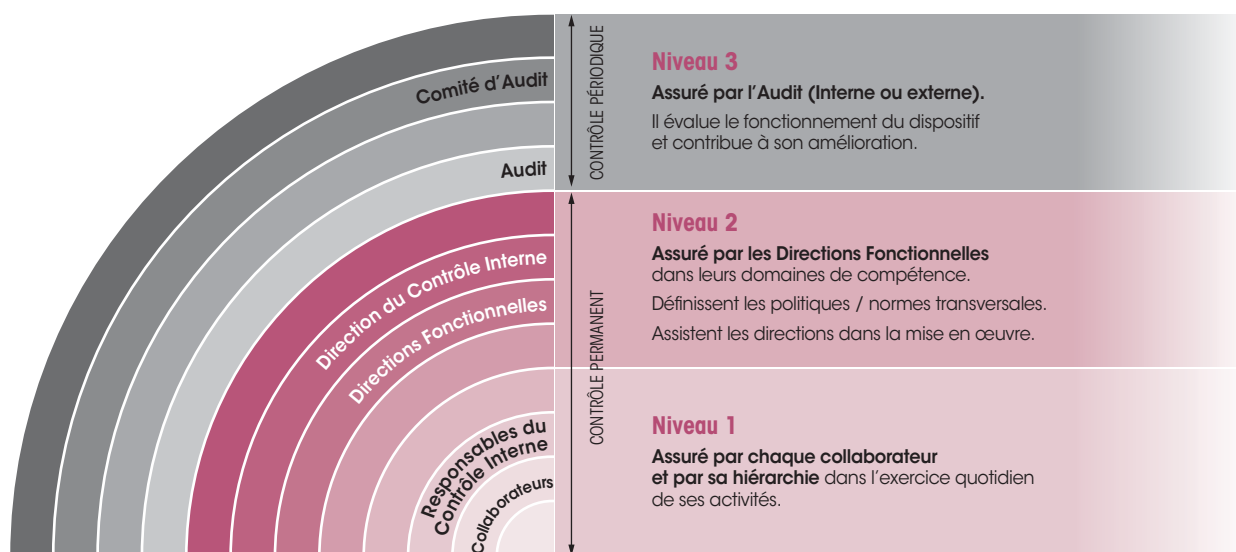 Comité d'Audit
Audit
Direction du Contrôle Interne
Directions Fonctionnelles
Responsables du
Contrôle Interne
Collaborateurs
CONTRÔLE PÉRIODIQUE
CONTRÔLE PERMANENT
Niveau 3
Assuré par l'Audit (Interne ou externe).
Il évalue le fonctionnement du dispositif
et contribue à son amélioration.
Niveau 2
Assuré par les Directions Fonctionnelles
dans leurs domaines de compétence.
Définissent les politiques / normes transversales.
Assistent les directions dans la mise en œuvre.
Niveau 1
Assuré par chaque collaborateur
et par sa hiérarchie dans l'exercice quotidien
de ses activités.